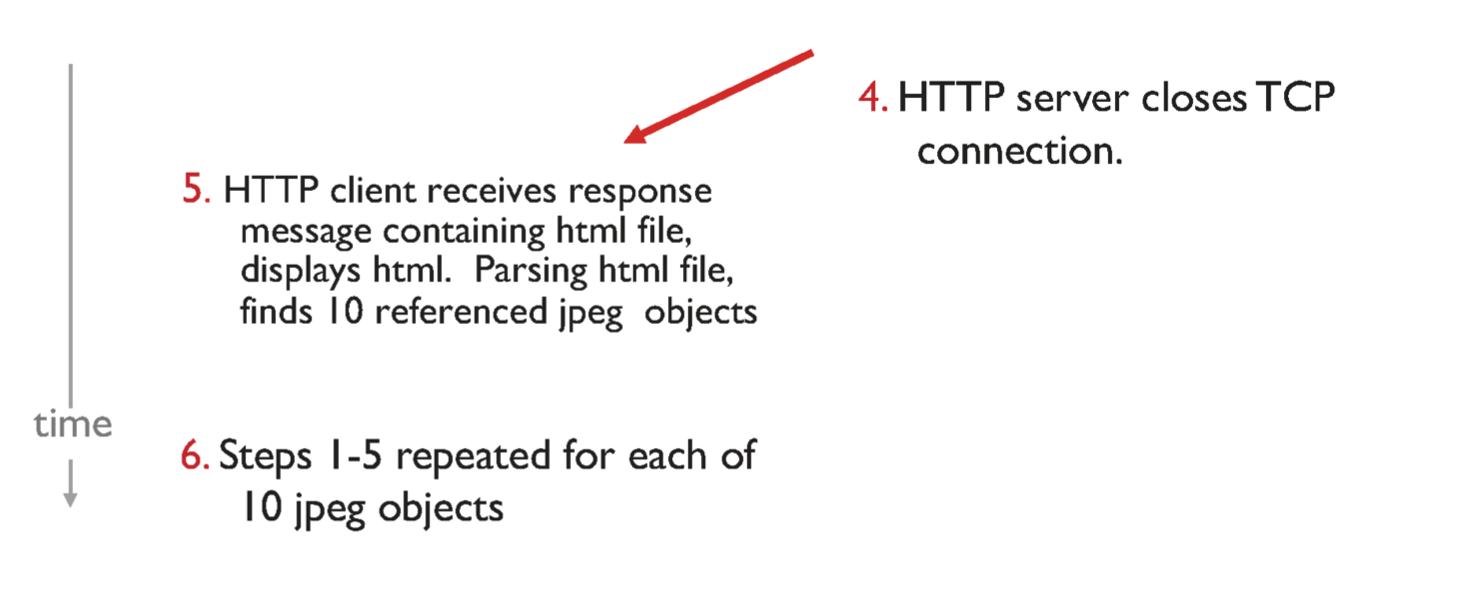 4. HTTP server closes TCP
connection.
5. HTTP client receives response
message containing html file,
displays html. Parsing html file,
finds 10 referenced jpeg objects
time
6. Steps 1-5 repeated for each of
10 jpeg objects